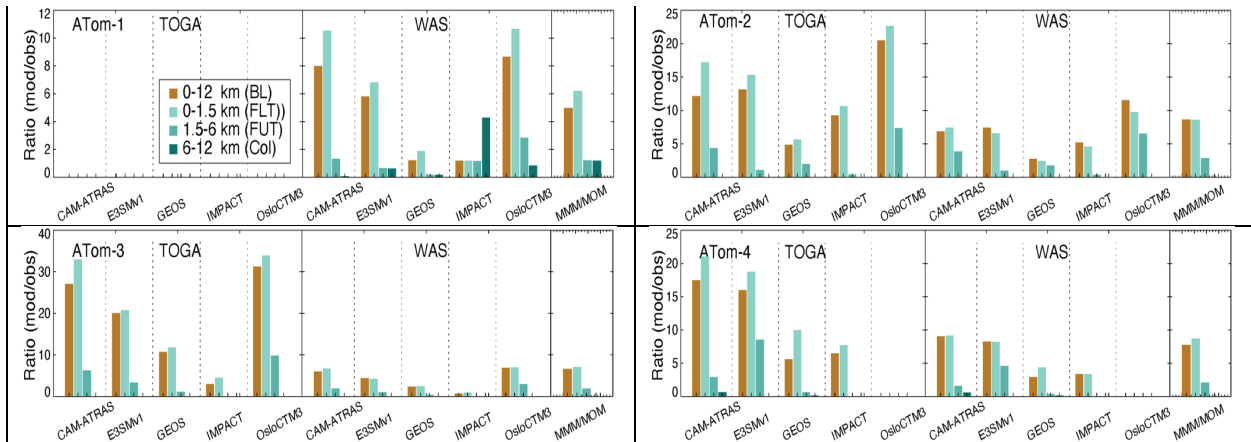 ATom-1 TOGA WAS
Ratio (mod/obs)
12
10
8
6
4
2
0
0-12 km (BL)
0-1.5 km (FLT))
1.5-6 km (FUT)
6-12 km (Col)
CAM-ATRAS E3SMv1 GEOS IMPACT OsloCTM3 CAM-ATRAS E3SMv1 GEOS IMPACT OsloCTM3 MMM/MOM
ATom-2 TOGA WAS
Ratio (mod/obs)
25
20
15
10
5
0
CAM-ATRAS E3SMv1 GEOS IMPACT OsloCTM3 CAM-ATRAS E3SMv1 GEOS IMPACT OsloCTM3 MMM/MOM
ATom-3 TOGA WAS
Ratio (mod/obs)
40
30
20
10
0
CAM-ATRAS E3SMv1 GEOS IMPACT OsloCTM3 CAM-ATRAS E3SMv1 GEOS IMPACT OsloCTM3 MMM/MOM
ATom-4 TOGA WAS
Ratio (mod/obs)
25
20
15
10
5
0
CAM-ATRAS E3SMv1 GEOS IMPACT OsloCTM3 CAM-ATRAS E3SMv1 GEOS IMPACT OsloCTM3 MMM/MOM